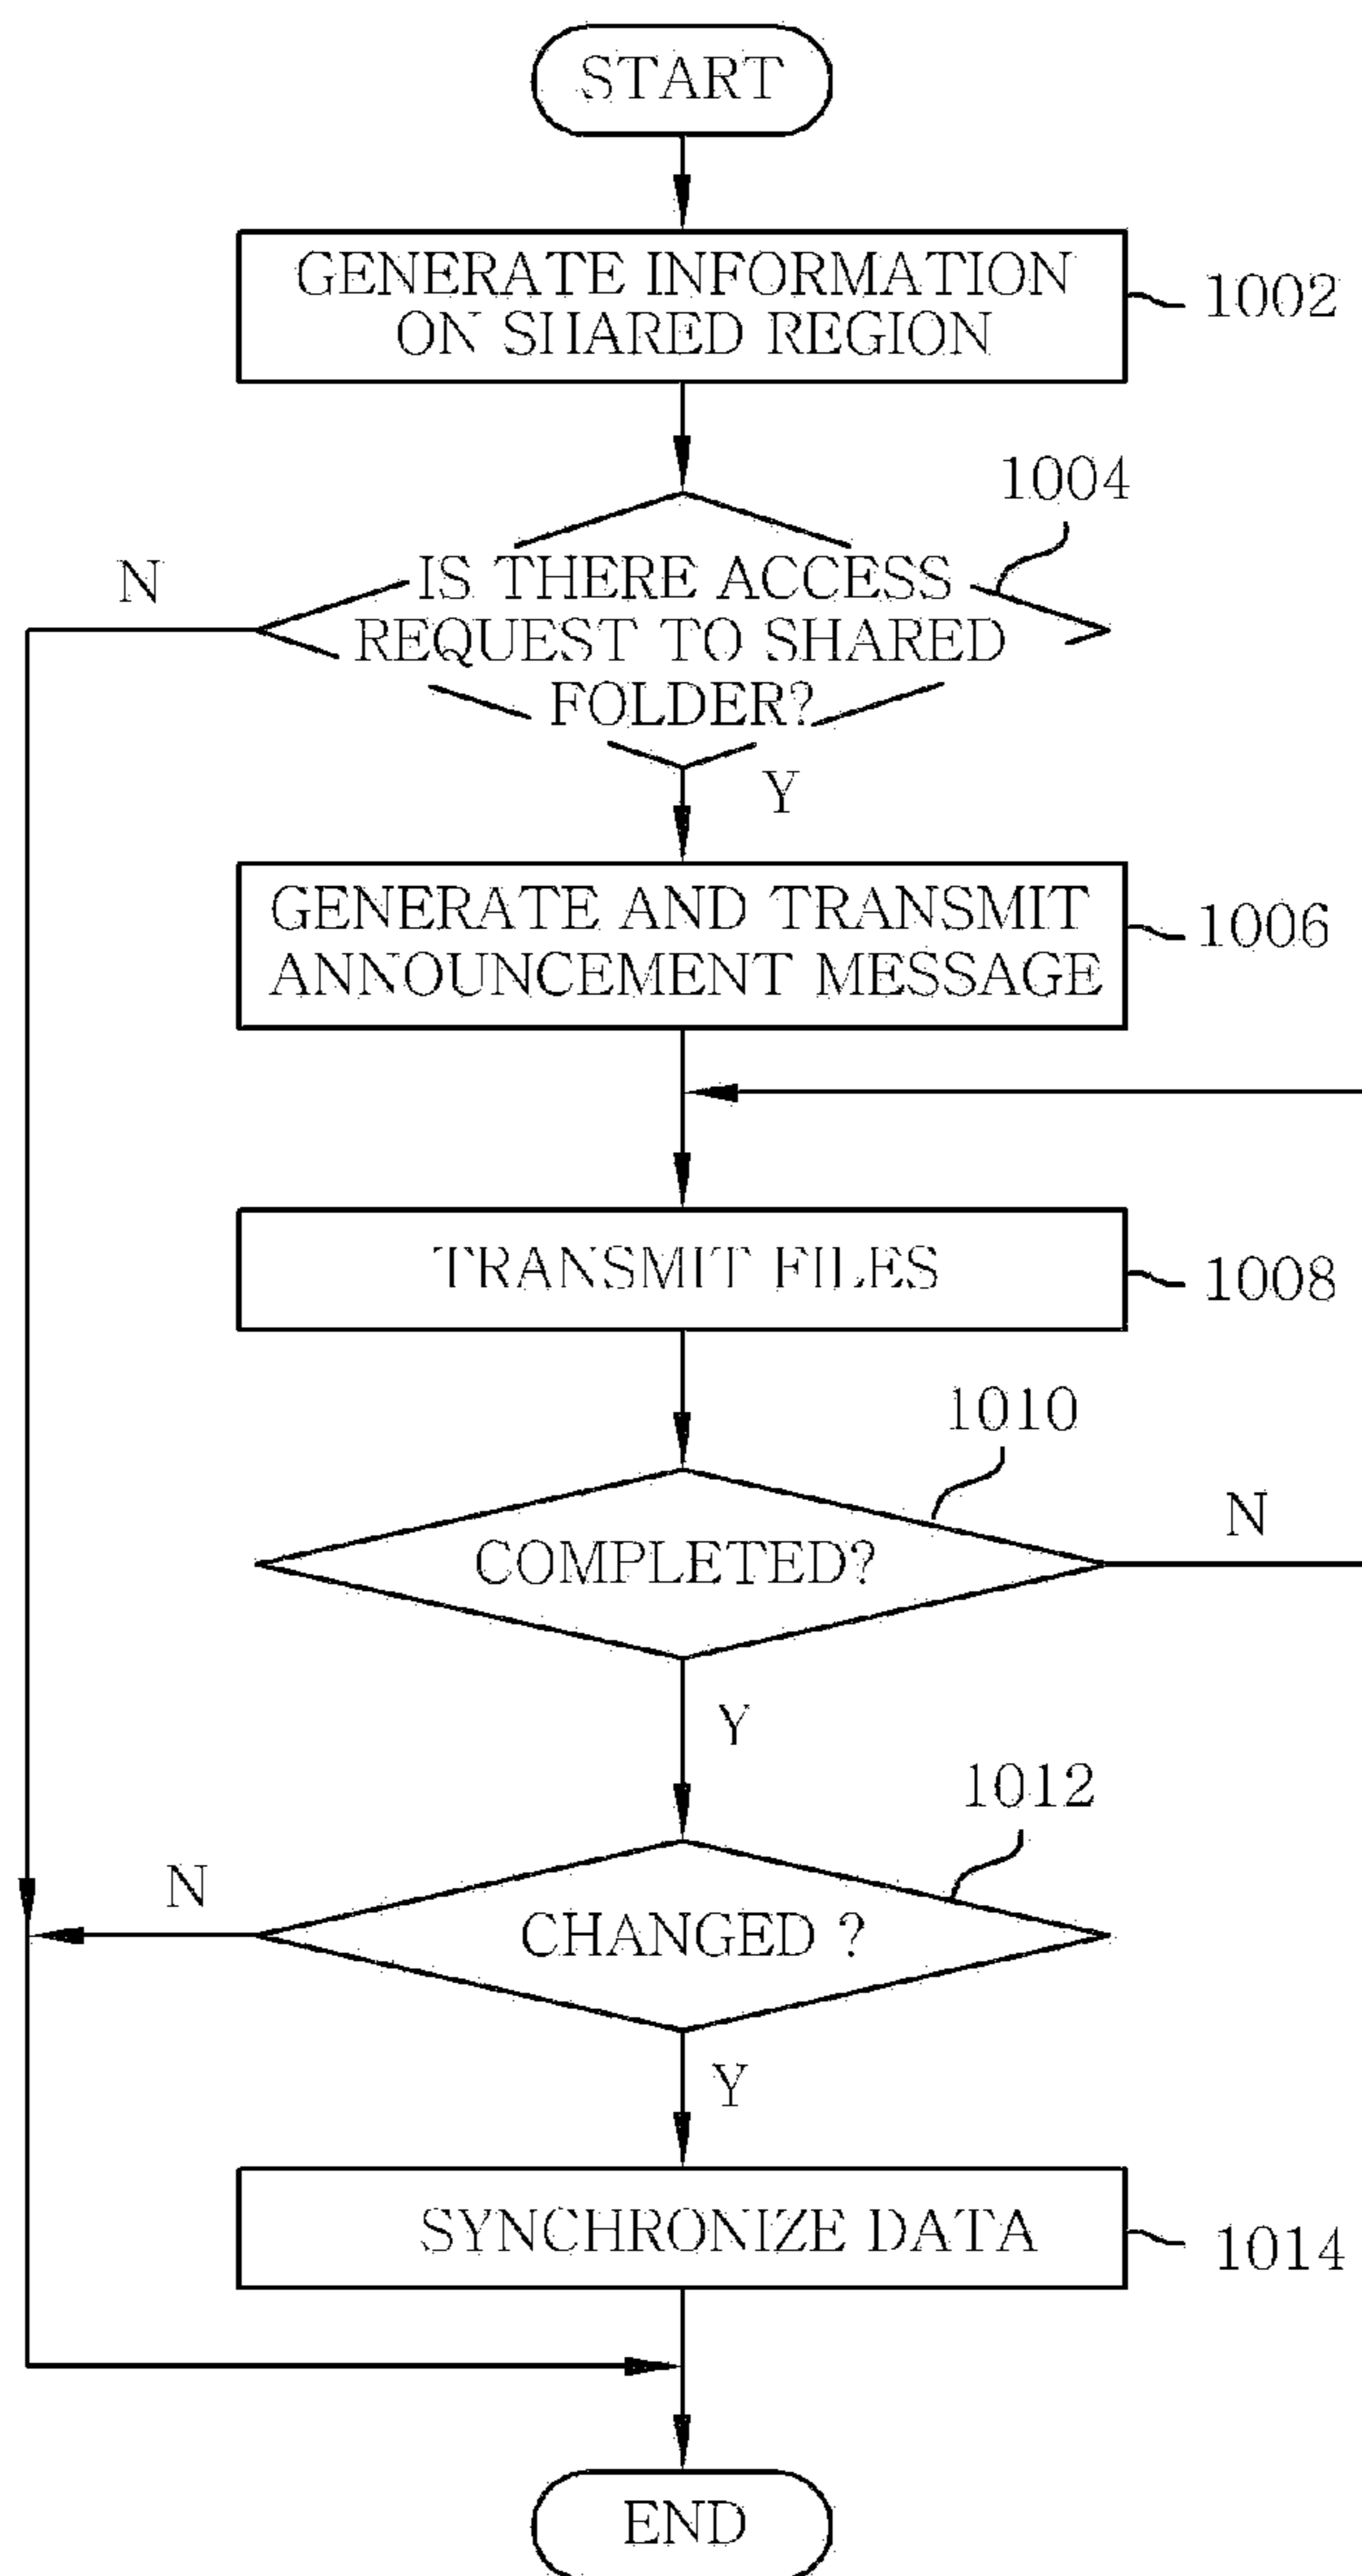 START
GENERATE INFORMATION
ON SHARED REGION
1002
1004
N
IS THERE ACCESS
REQUEST TO SHARED
FOLDER?
Y
GENERATE AND TRANSMIT
ANNOUNCEMENT MESSAGE
1006
TRANSMIT FILES
1008
1010
COMPLETED?
N
Y
1012
N
CHANGED ?
Y
SYNCHRONIZE DATA
1014
END